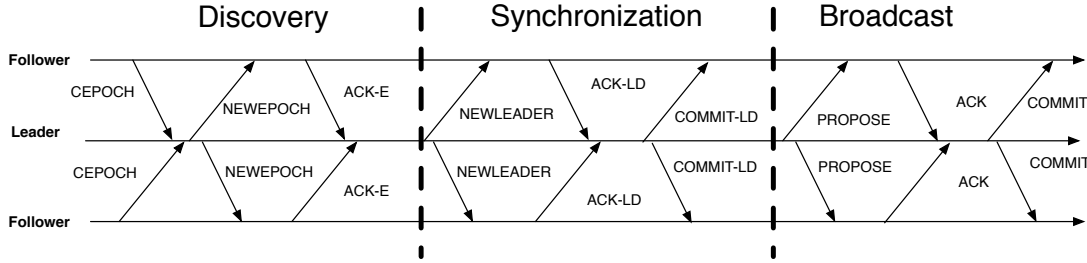 Discovery
Synchronization
Broadcast
Follower
CEPOCH
NEWEPOCH
ACK-E
NEWLEADER
ACK-LD
COMMIT-LD
PROPOSE
ACK
COMMIT
Leader
CEPOCH
NEWEPOCH
ACK-E
NEWLEADER
ACK-LD
COMMIT-LD
PROPOSE
ACK
COMMIT
Follower